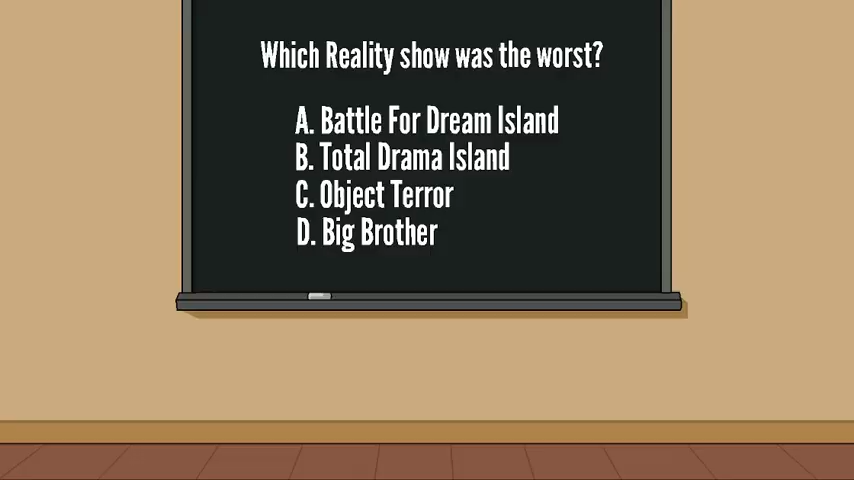 Which Reality show was the worst?
A. Battle For Dream Island
B. Total Drama Island
C. Object Terror
D. Big Brother